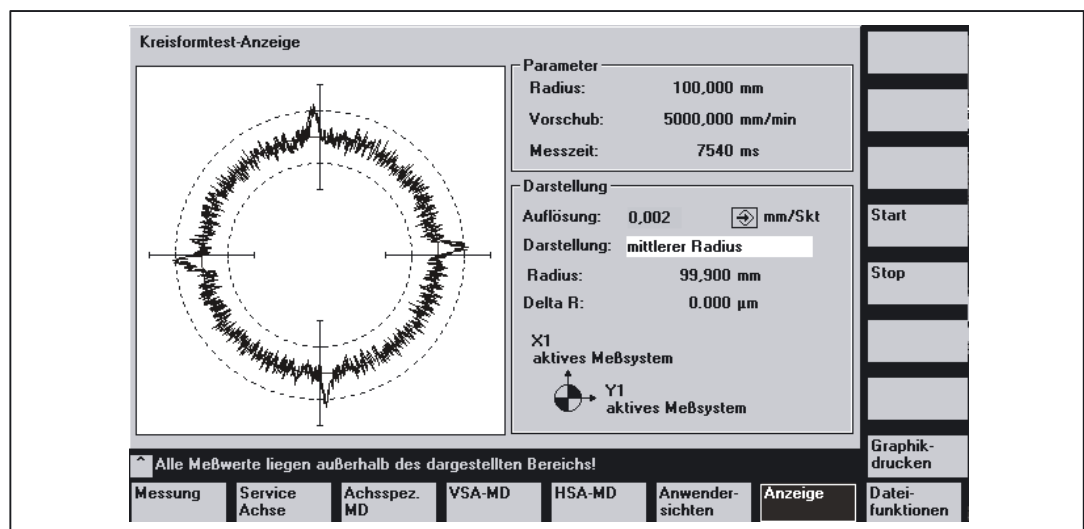 Kreisformtest-Anzeige
Parameter
Radius: 100,000 mm
Vorschub: 5000,000 mm/min
Messzeit: 7540 ms
Darstellung
Auflösung: 0,002 mm/Skt
Darstellung: mittlerer Radius
Radius: 99,900 mm
Delta R: 0.000 µm
X1
aktives Meßsystem
Y1
aktives Meßsystem
Start
Stop
Graphik-
drucken
^ Alle Meßwerte liegen außerhalb des dargestellten Bereichs!
Messung
Service
Achse
Achsspez.
MD
VSA-MD
HSA-MD
Anwender-
sichten
Anzeige
Datei-
funktionen